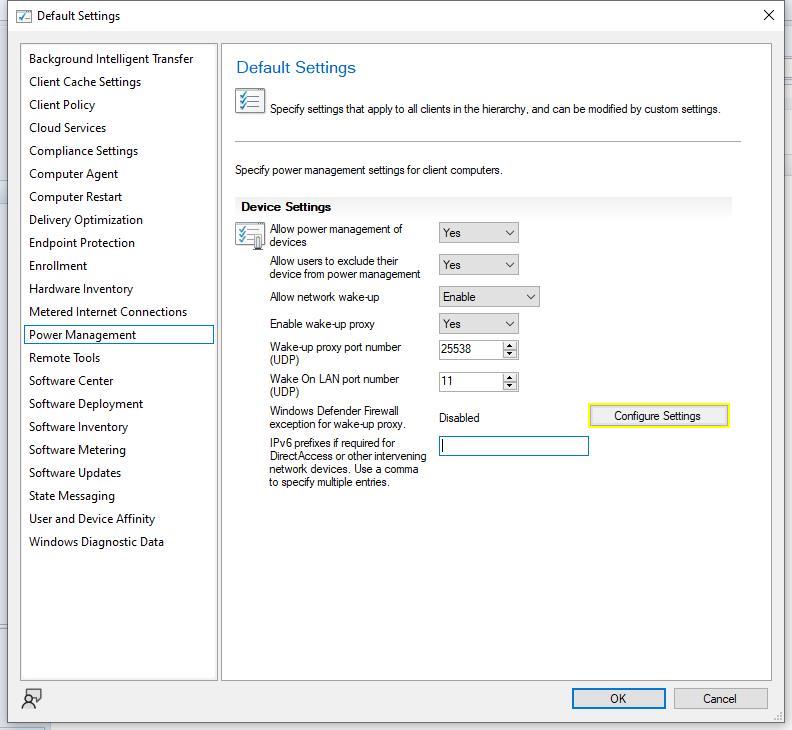 Default Settings
Background Intelligent Transfer
Client Cache Settings
Client Policy
Cloud Services
Compliance Settings
Computer Agent
Computer Restart
Delivery Optimization
Endpoint Protection
Enrollment
Hardware Inventory
Metered Internet Connections
Power Management
Remote Tools
Software Center
Software Deployment
Software Inventory
Software Metering
Software Updates
State Messaging
User and Device Affinity
Windows Diagnostic Data
Default Settings
Specify settings that apply to all clients in the hierarchy, and can be modified by custom settings.
Specify power management settings for client computers.
Device Settings
Allow power management of
devices
Yes
Allow users to exclude their
device from power management
Yes
Allow network wake-up
Enable
Enable wake-up proxy
Yes
Wake-up proxy port number
(UDP)
25538
Wake On LAN port number
(UDP)
11
Windows Defender Firewall
exception for wake-up proxy.
Disabled
Configure Settings
IPv6 prefixes if required for
DirectAccess or other intervening
network devices. Use a comma
to specify multiple entries.
OK
Cancel